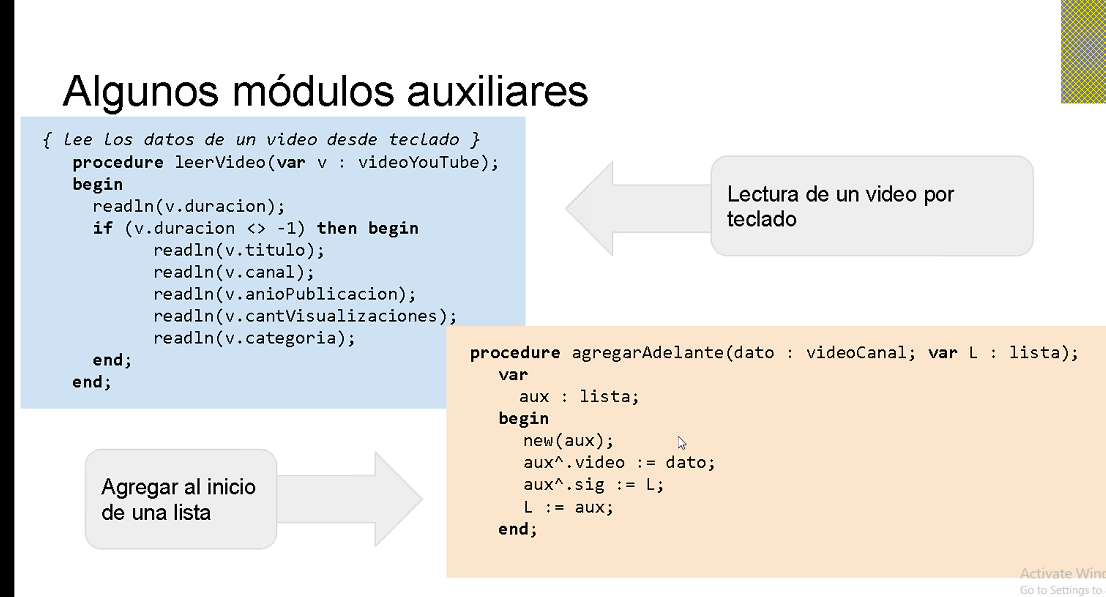 Algunos módulos auxiliares
{ Lee los datos de un video desde teclado }
procedure leerVideo(var v : videoYouTube);
begin
readln(v.duracion);
if (v.duracion <> -1) then begin
readln(v.titulo);
readln(v.canal);
readln(v.anioPublicacion);
readln(v.cantVisualizaciones);
readln(v.categoria);
end;
end;
Lectura de un video por
teclado
procedure agregarAdelante(dato : videoCanal; var L : lista);
var
aux : lista;
begin
new(aux);
aux^.video := dato;
aux^.sig := L;
L := aux;
end;
Agregar al inicio
de una lista
Activate Wind
Go to Settings to